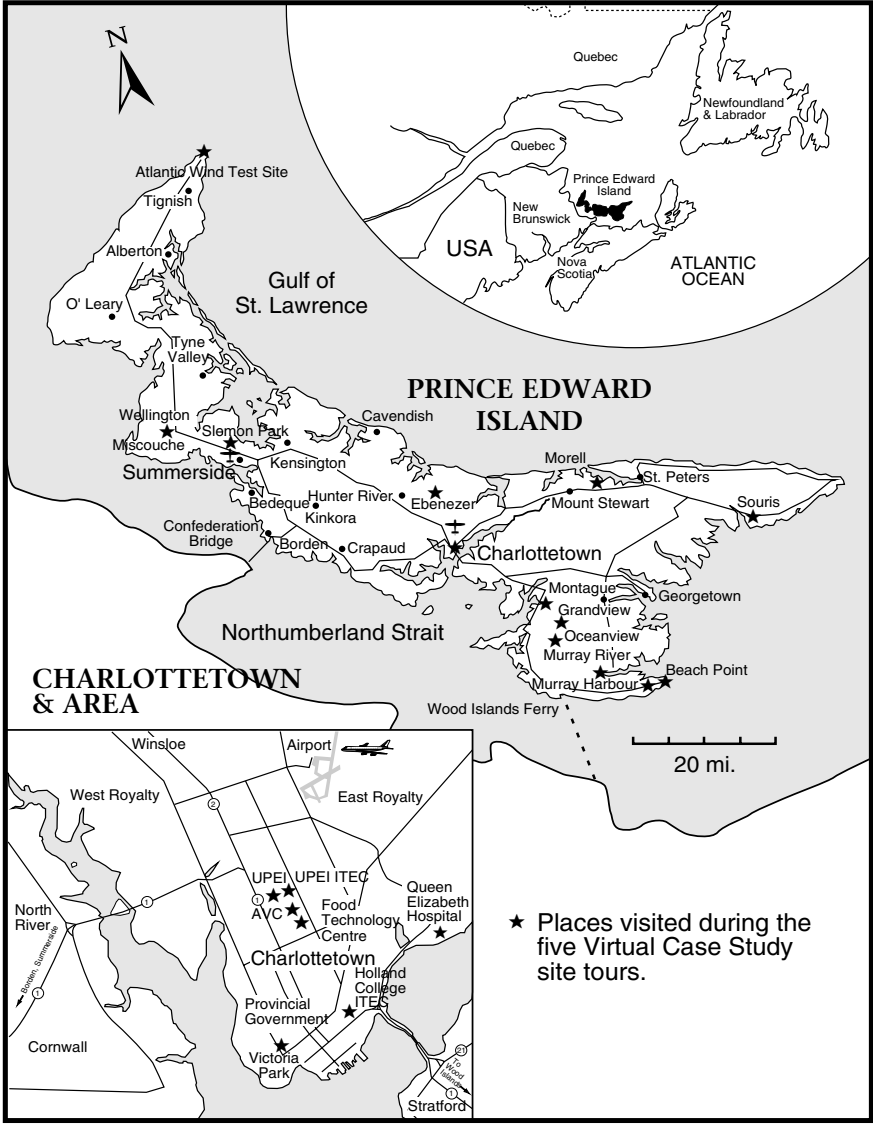 N
Quebec
Newfoundland
& Labrador
Quebec
Prince Edward
Island
New
Brunswick
USA
Nova
Scotia
ATLANTIC
OCEAN
Atlantic Wind Test Site
Tignish
Alberton
O' Leary
Gulf of
St. Lawrence
Tyne
Valley
PRINCE EDWARD
ISLAND
Wellington
Slemon Park
Cavendish
Miscouche
Summerside
Kensington
Morell
St. Peters
Bedeque
Hunter River
Ebenezer
Mount Stewart
Souris
Kinkora
Confederation
Bridge
Borden
Crapaud
Charlottetown
Montague
Georgetown
Grandview
Oceanview
Northumberland Strait
Murray River
Beach Point
Murray Harbour
Wood Islands Ferry
20 mi.
CHARLOTTETOWN
& AREA
Winsloe
Airport
West Royalty
East Royalty
2
UPEI
UPEI ITEC
Queen
Elizabeth
Hospital
1
1
AVC
Food
Technology
Centre
North
River
Borden, Summerside
1
Charlottetown
Holland
College
ITEC
Provincial
Government
Cornwall
Victoria
Park
21
To
Wood
Islands
1
Stratford
Places visited during the
five Virtual Case Study
site tours.